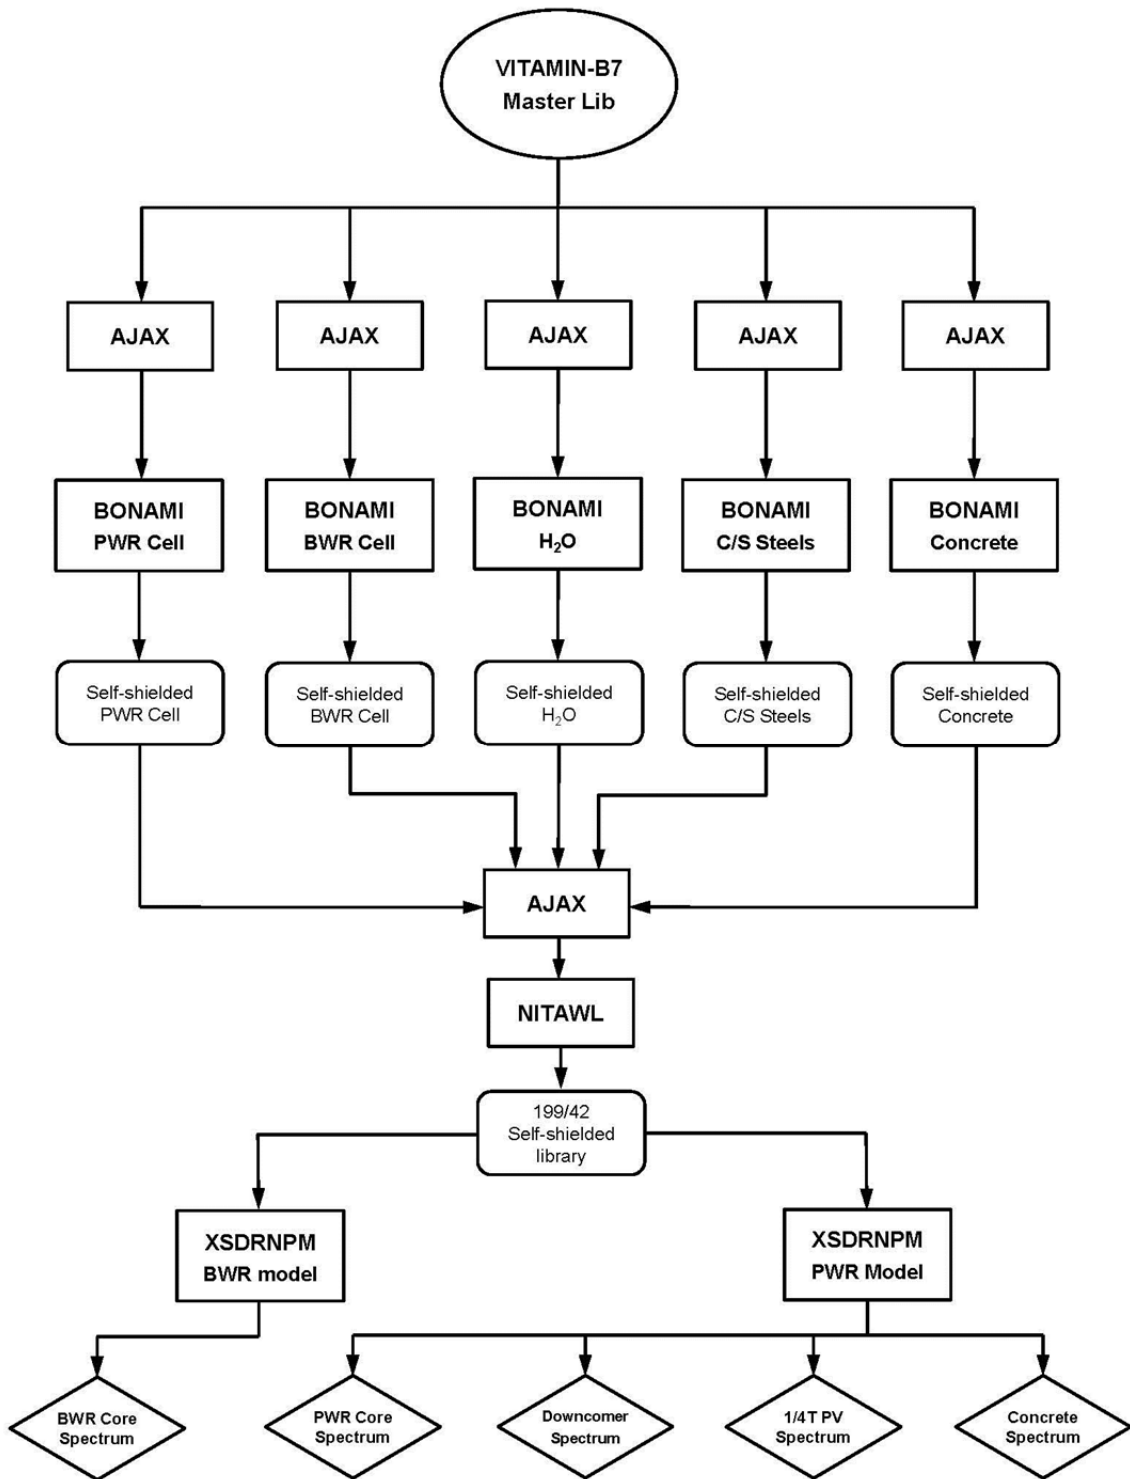 VITAMIN-B7
Master Lib
AJAX
AJAX
AJAX
AJAX
AJAX
BONAMI
PWR Cell
BONAMI
BWR Cell
BONAMI
H₂O
BONAMI
C/S Steels
BONAMI
Concrete
Self-shielded
PWR Cell
Self-shielded
BWR Cell
Self-shielded
H₂O
Self-shielded
C/S Steels
Self-shielded
Concrete
AJAX
NITAWL
199/42
Self-shielded
library
XSDRNPM
BWR model
XSDRNPM
PWR Model
BWR Core
Spectrum
PWR Core
Spectrum
Downcomer
Spectrum
1/4T PV
Spectrum
Concrete
Spectrum